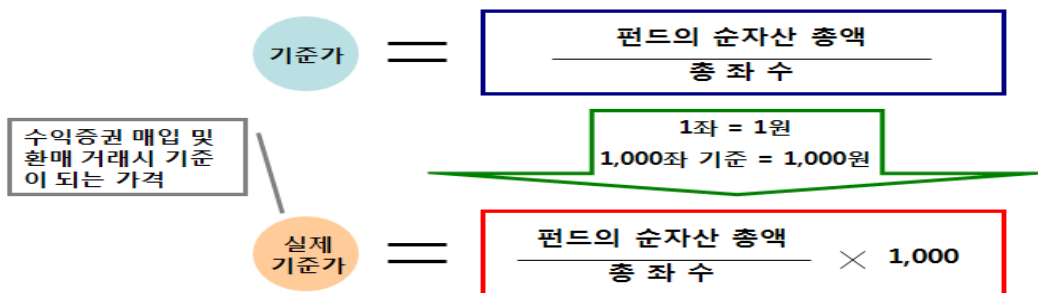 기준가
=
펀드의 순자산 총액
총 좌 수
수익증권 매입 및
환매 거래시 기준
이 되는 가격
1좌 = 1원
1,000좌 기준 = 1,000원
실제
기준가
=
펀드의 순자산 총액
총 좌 수
× 1,000